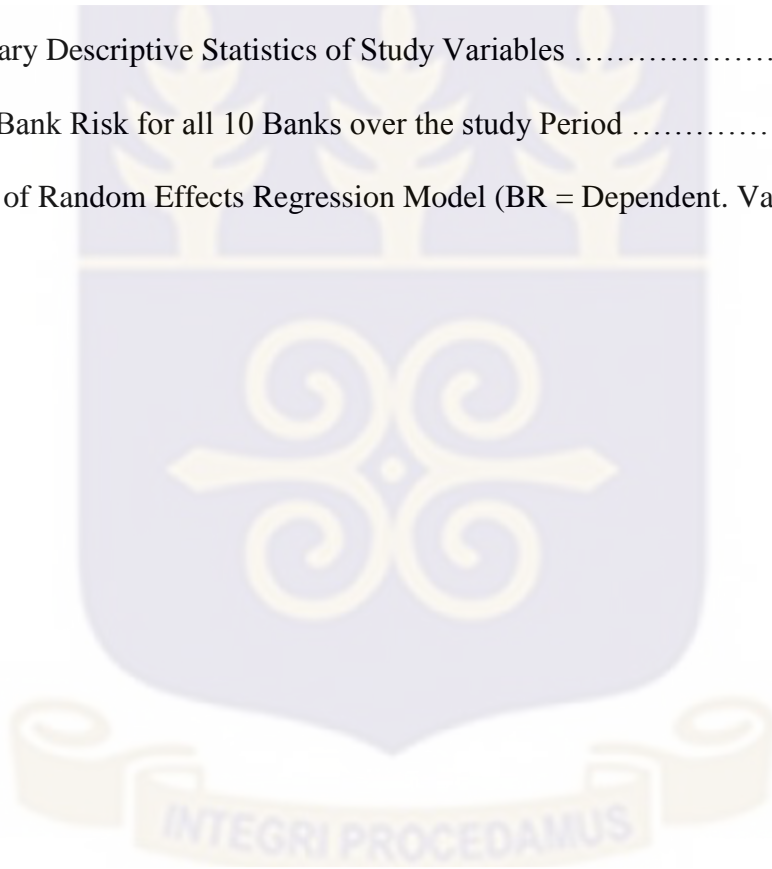 ary Descriptive Statistics of Study Variables …………………
Bank Risk for all 10 Banks over the study Period ………….
of Random Effects Regression Model (BR = Dependent. Va
INTEGRI PROCEDAMUS